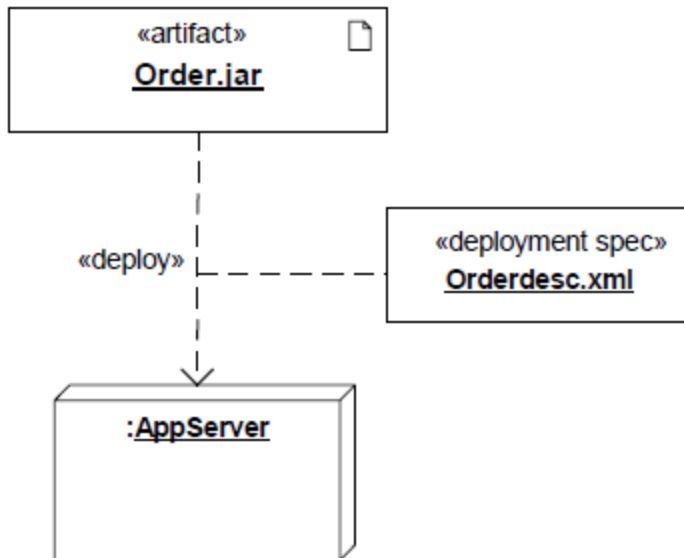 «artifact»
Order.jar
«deploy»
«deployment spec»
Orderdesc.xml
:AppServer